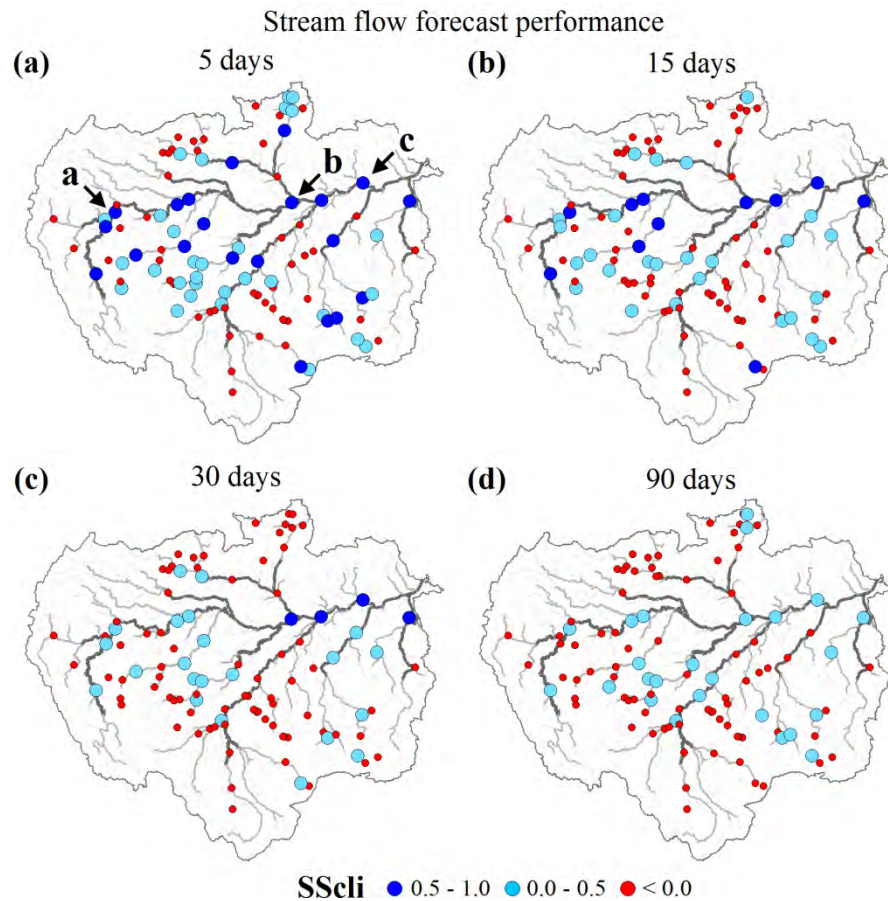 Stream flow forecast performance
(a) 5 days
(b) 15 days
a
b
c
(c) 30 days
(d) 90 days
SScli 0.5 - 1.0 0.0 - 0.5 < 0.0